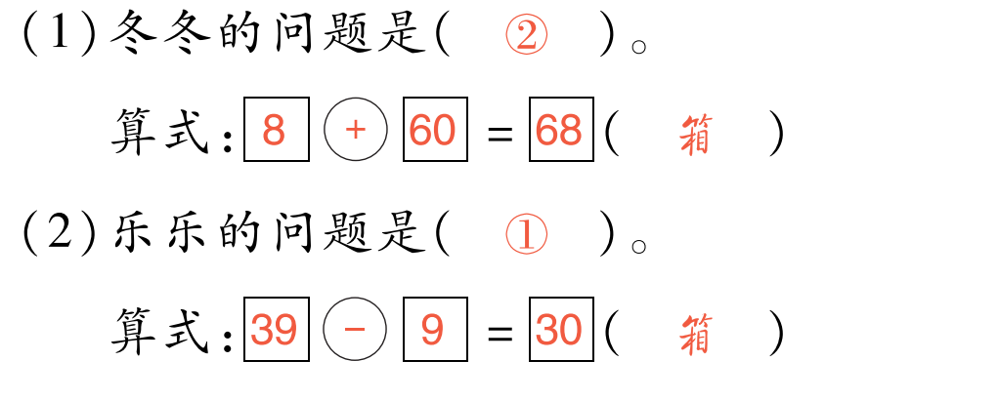 (1)冬冬的问题是( ② )。
算式:8 + 60 = 68( 箱 )
(2)乐乐的问题是( ① )。
算式:39 - 9 = 30( 箱 )